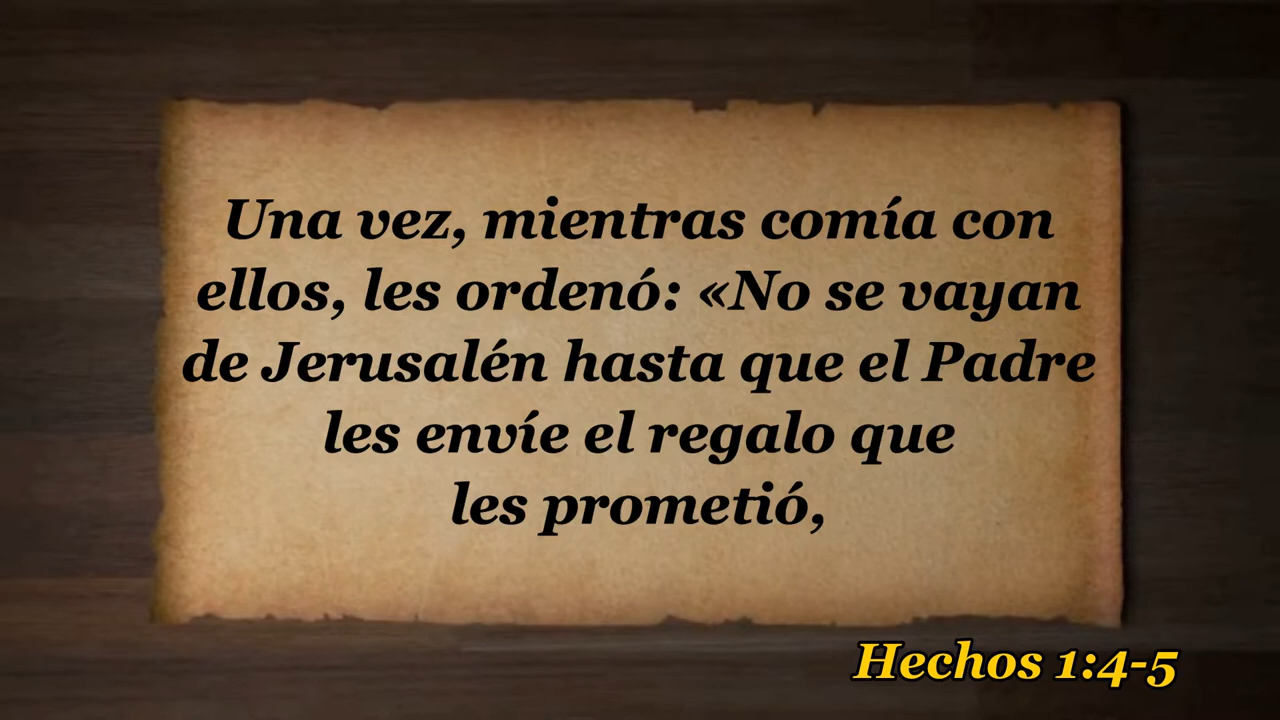 Una vez, mientras comía con
ellos, les ordenó: «No se vayan
de Jerusalén hasta que el Padre
les envíe el regalo que
les prometió,
Hechos 1:4-5